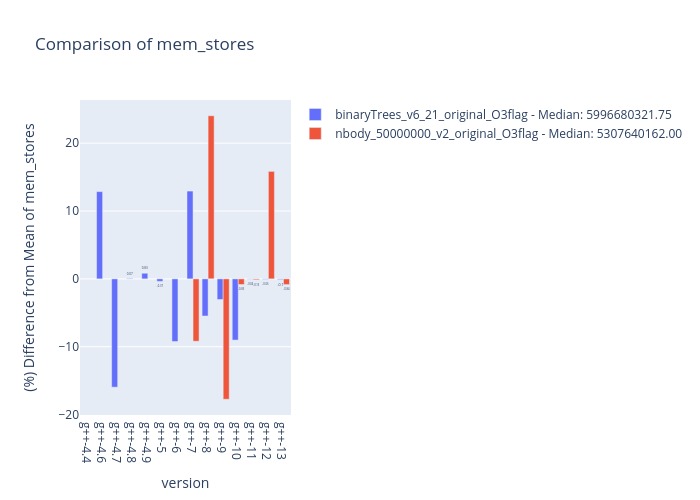 Comparison of mem_stores
binaryTrees_v6_21_original_O3flag - Median: 5996680321.75
nbody_50000000_v2_original_O3flag - Median: 5307640162.00
(%) Difference from Mean of mem_stores
20
10
0
−10
−20
g++-4.4
g++-4.6
g++-4.7
g++-4.8
g++-4.9
g++-5
g++-6
g++-7
g++-8
g++-9
g++-10
g++-11
g++-12
g++-13
version